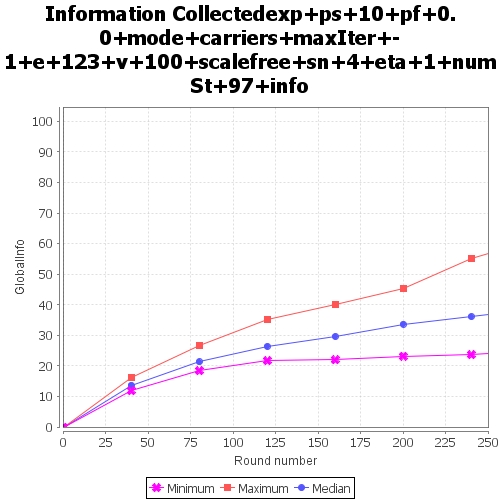 Information Collectedexp+ps+10+pf+0.
0+mode+carriers+maxIter+-
1+e+123+v+100+scalefree+sn+4+eta+1+num
St+97+info
GlobalInfo
100
90
80
70
60
50
40
30
20
10
0
0 25 50 75 100 125 150 175 200 225 250
Round number
Minimum Maximum Median